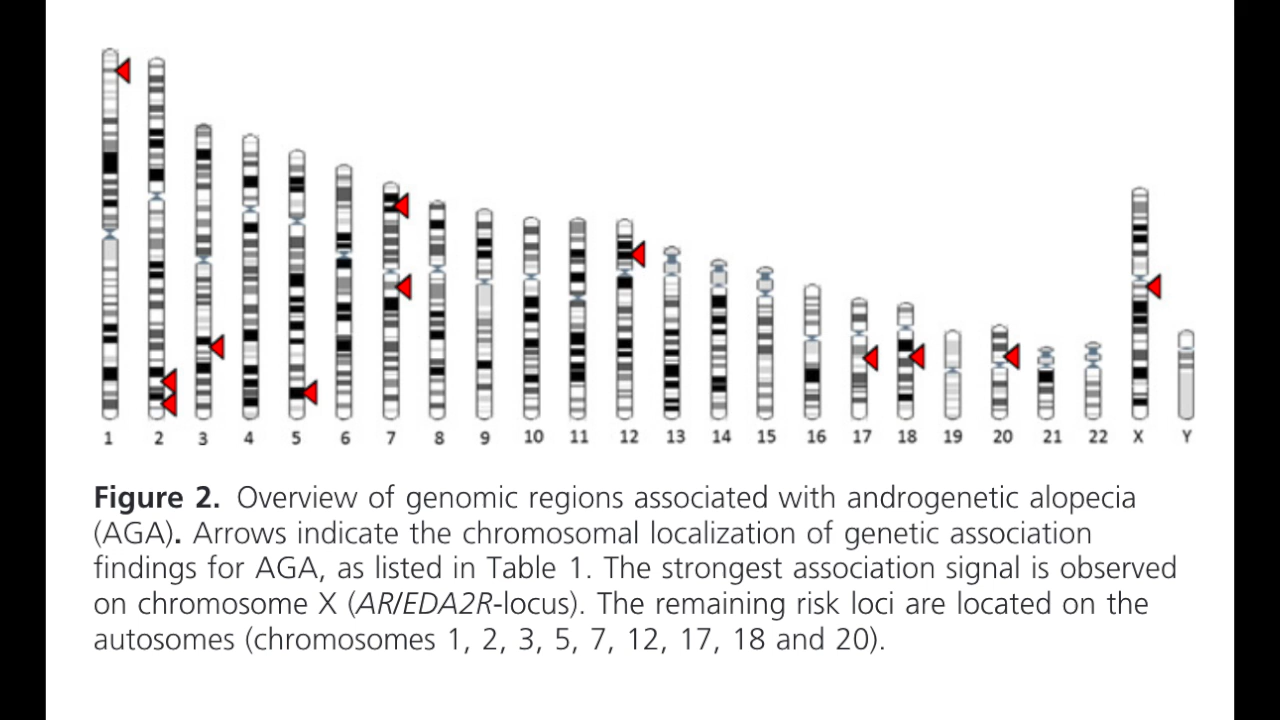 1 2 3 4 5 6 7 8 9 10 11 12 13 14 15 16 17 18 19 20 21 22 X Y
Figure 2. Overview of genomic regions associated with androgenetic alopecia
(AGA). Arrows indicate the chromosomal localization of genetic association
findings for AGA, as listed in Table 1. The strongest association signal is observed
on chromosome X (AR/EDA2R-locus). The remaining risk loci are located on the
autosomes (chromosomes 1, 2, 3, 5, 7, 12, 17, 18 and 20).